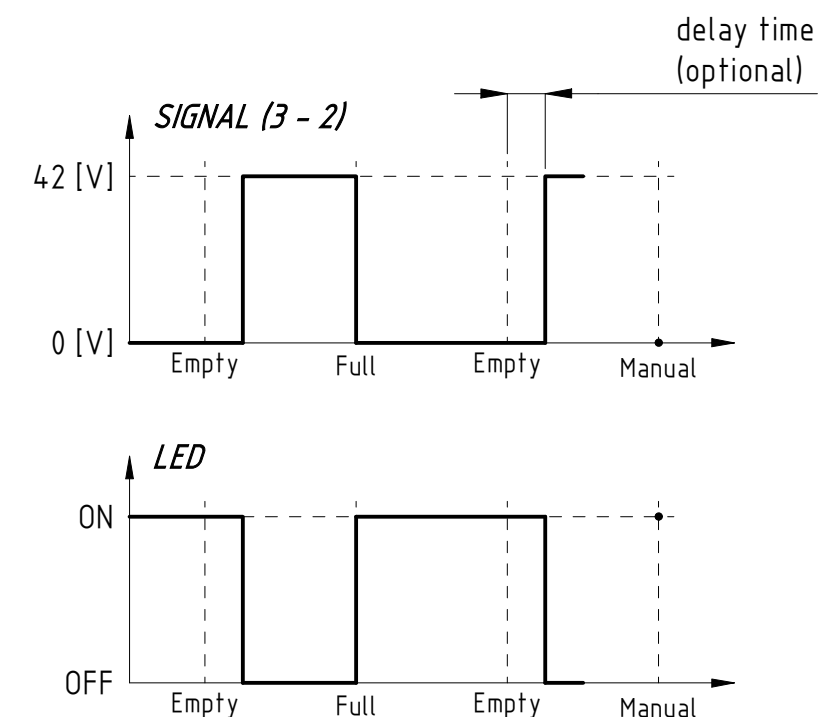 delay time
(optional)
SIGNAL (3 - 2)
42 [V]
0 [V]
Empty
Full
Empty
Manual
LED
ON
OFF
Empty
Full
Empty
Manual